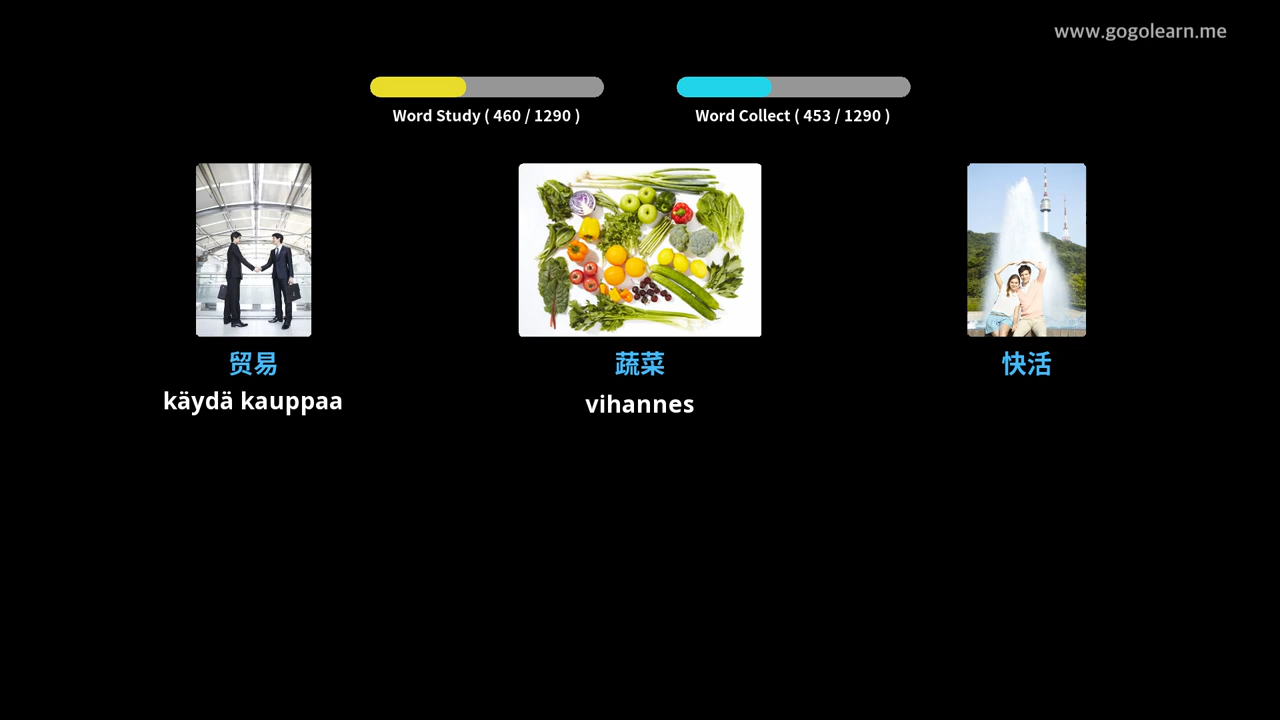 www.gogolearn.me
Word Study ( 460 / 1290 )
Word Collect ( 453 / 1290 )
贸易
蔬菜
快活
käydä kauppaa
vihannes